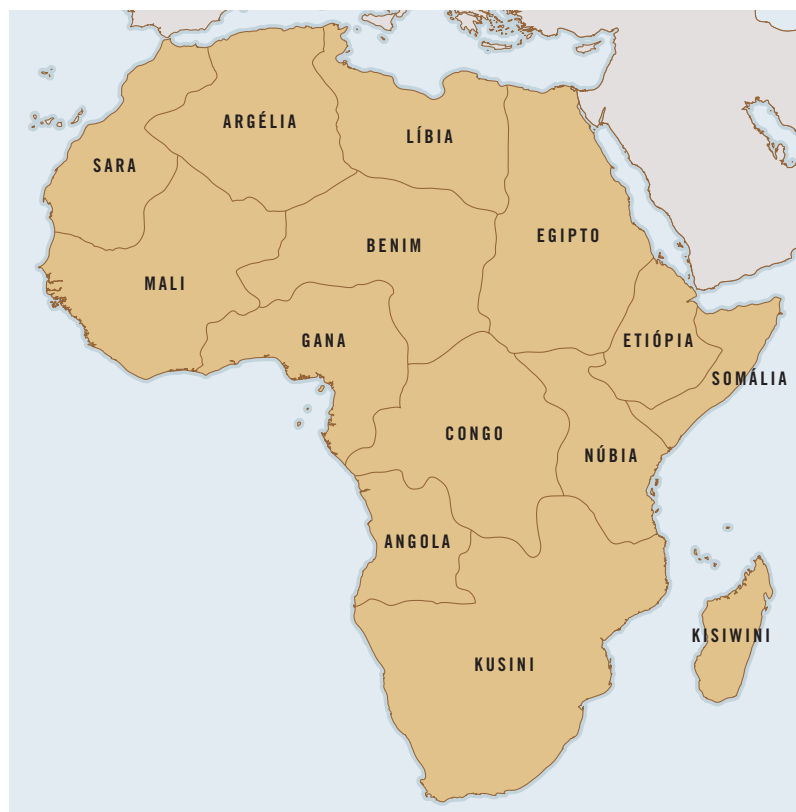 ARGÉLIA
LÍBIA
SARA
EGIPTO
BENIM
MALI
GANA
ETIÓPIA
SOMÁLIA
CONGO
NÚBIA
ANGOLA
KISIWINI
KUSINI